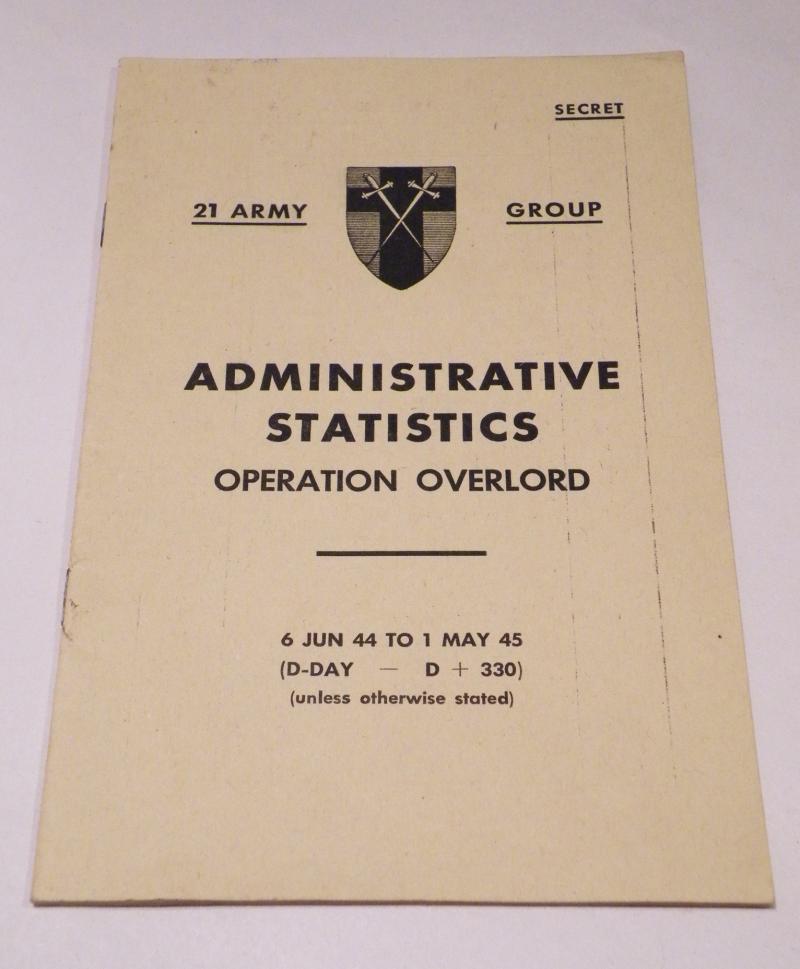 SECRET
21 ARMY GROUP
ADMINISTRATIVE
STATISTICS
OPERATION OVERLORD
6 JUN 44 TO 1 MAY 45
(D-DAY — D + 330)
(unless otherwise stated)